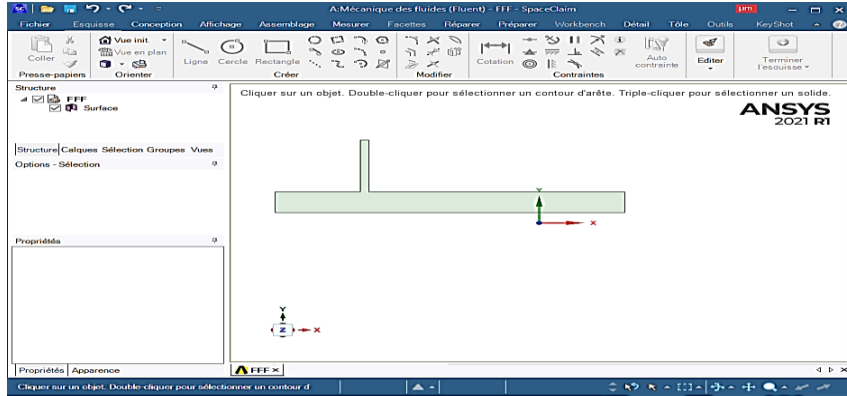 A:Mécanique des fluides (Fluent) - FFF - SpaceClaim
µm
Fichier Esquisse Conception Affichage Assemblage Mesurer Facettes Réparer Préparer Workbench Détail Tôle Outils KeyShot
Coller
Vue init.
Vue en plan
Ligne Cercle Rectangle
Cotation
Auto
contrainte
Editer
Terminer
l'esquisse
Presse-papiers Orienter Créer Modifier Contraintes
Structure
FFF
Surface
Structure Calques Sélection Groupes Vues
Options - Sélection
Propriétés
Propriétés Apparence
Cliquer sur un objet. Double-cliquer pour sélectionner un contour d'arête. Triple-cliquer pour sélectionner un solide.
ANSYS
2021 R1
Y
X
Y
Z
X
FFF
Cliquer sur un objet. Double-cliquer pour sélectionner un contour d'